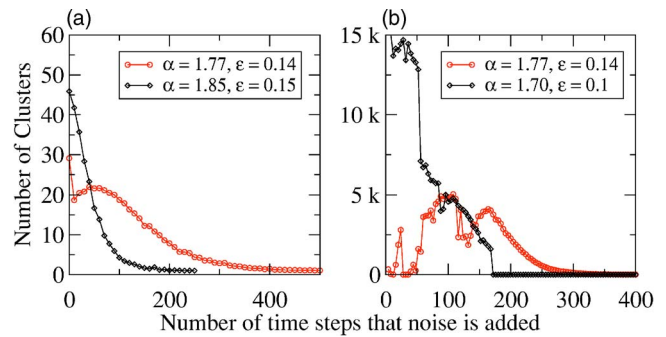 (a)
(b)
60
50
40
30
20
10
0
α = 1.77, ε = 0.14
α = 1.85, ε = 0.15
15 k
10 k
5 k
0
α = 1.77, ε = 0.14
α = 1.70, ε = 0.1
Number of Clusters
0 200 400
0 100 200 300 400
Number of time steps that noise is added